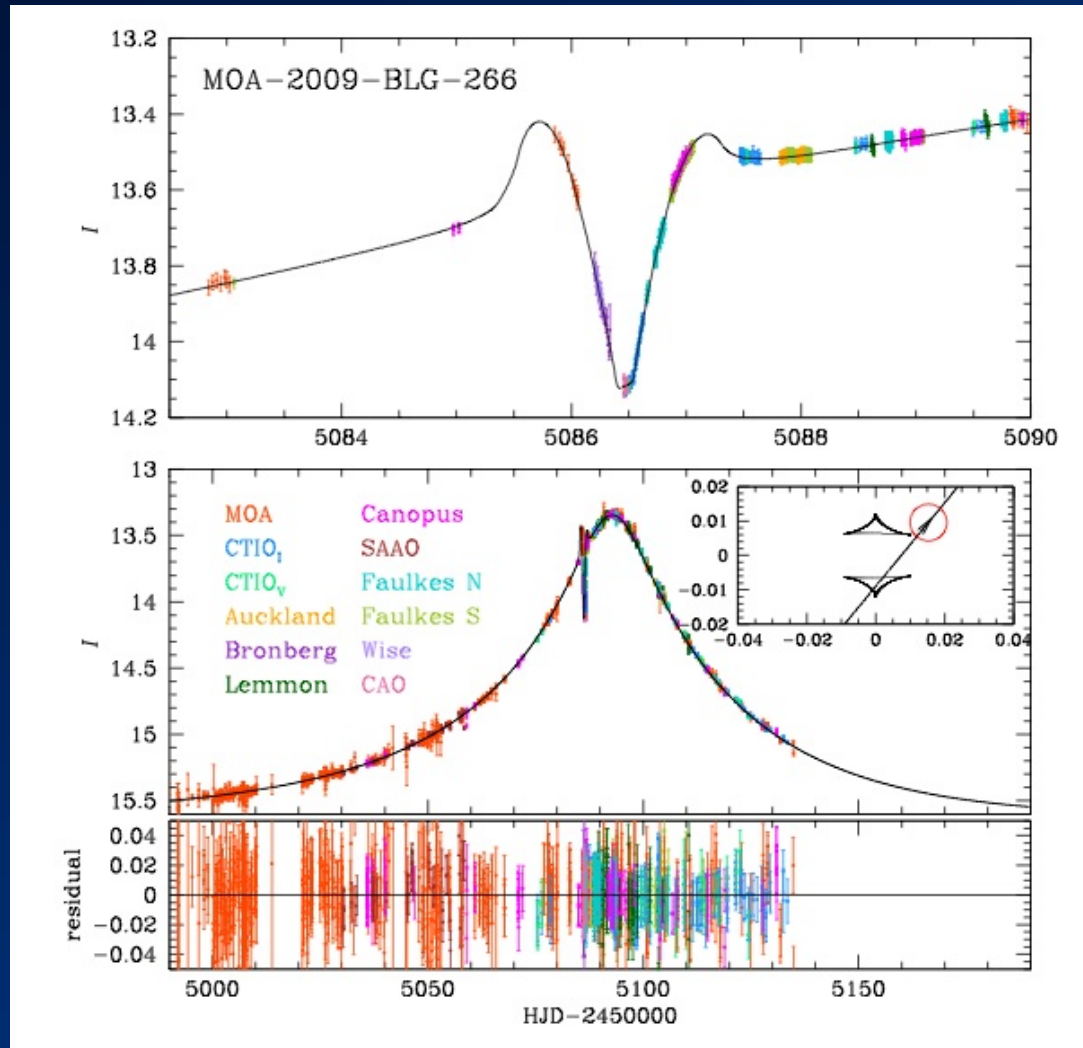 13.2
13.4
13.6
13.8
14
14.2
I
MOA-2009-BLG-266
5084 5086 5088 5090
13
13.5
14
14.5
15
15.5
I
MOA Canopus
CTIO_I SAAO
CTIO_V Faulkes N
Auckland Faulkes S
Bronberg Wise
Lemmon CAO
0.02
0.01
0
-0.01
-0.02
-0.04 -0.02 0 0.02 0.04
0.04
0.02
0
-0.02
-0.04
residual
5000 5050 5100 5150
HJD-2450000